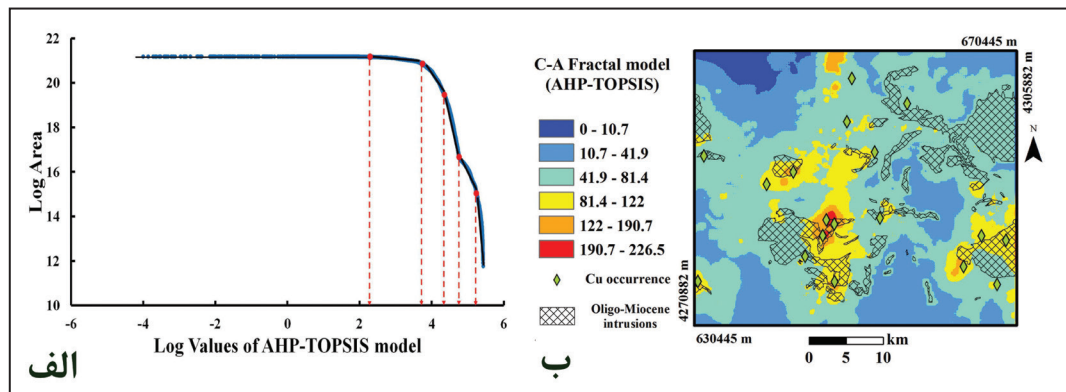 22
20
18
16
14
12
10
-6
-4
-2
0
2
4
6
Log Area
Log Values of AHP-TOPSIS model
الف
C-A Fractal model
(AHP-TOPSIS)
0 - 10.7
10.7 - 41.9
41.9 - 81.4
81.4 - 122
122 - 190.7
190.7 - 226.5
Cu occurrence
Oligo-Miocene
intrusions
ب
670445 m
4305882 m
N
4270882 m
630445 m
km
0 5 10